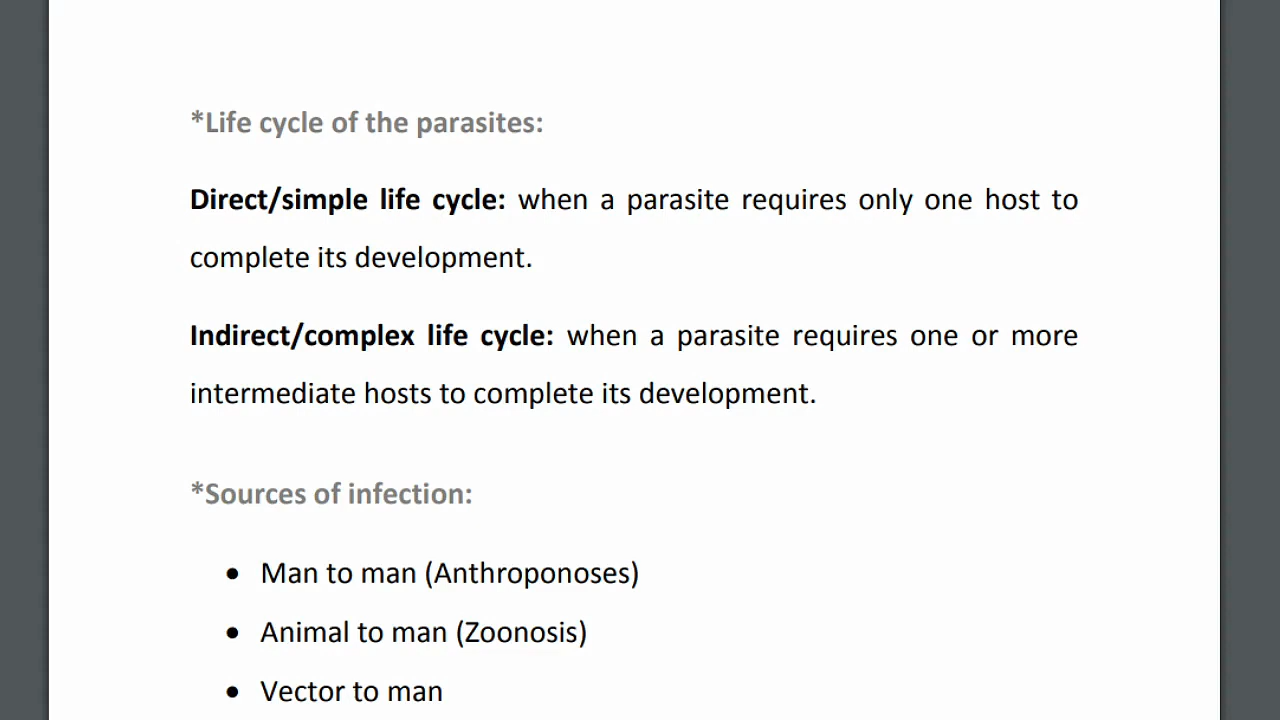 *Life cycle of the parasites:
Direct/simple life cycle: when a parasite requires only one host to
complete its development.
Indirect/complex life cycle: when a parasite requires one or more
intermediate hosts to complete its development.
*Sources of infection:
• Man to man (Anthroponoses)
• Animal to man (Zoonosis)
• Vector to man